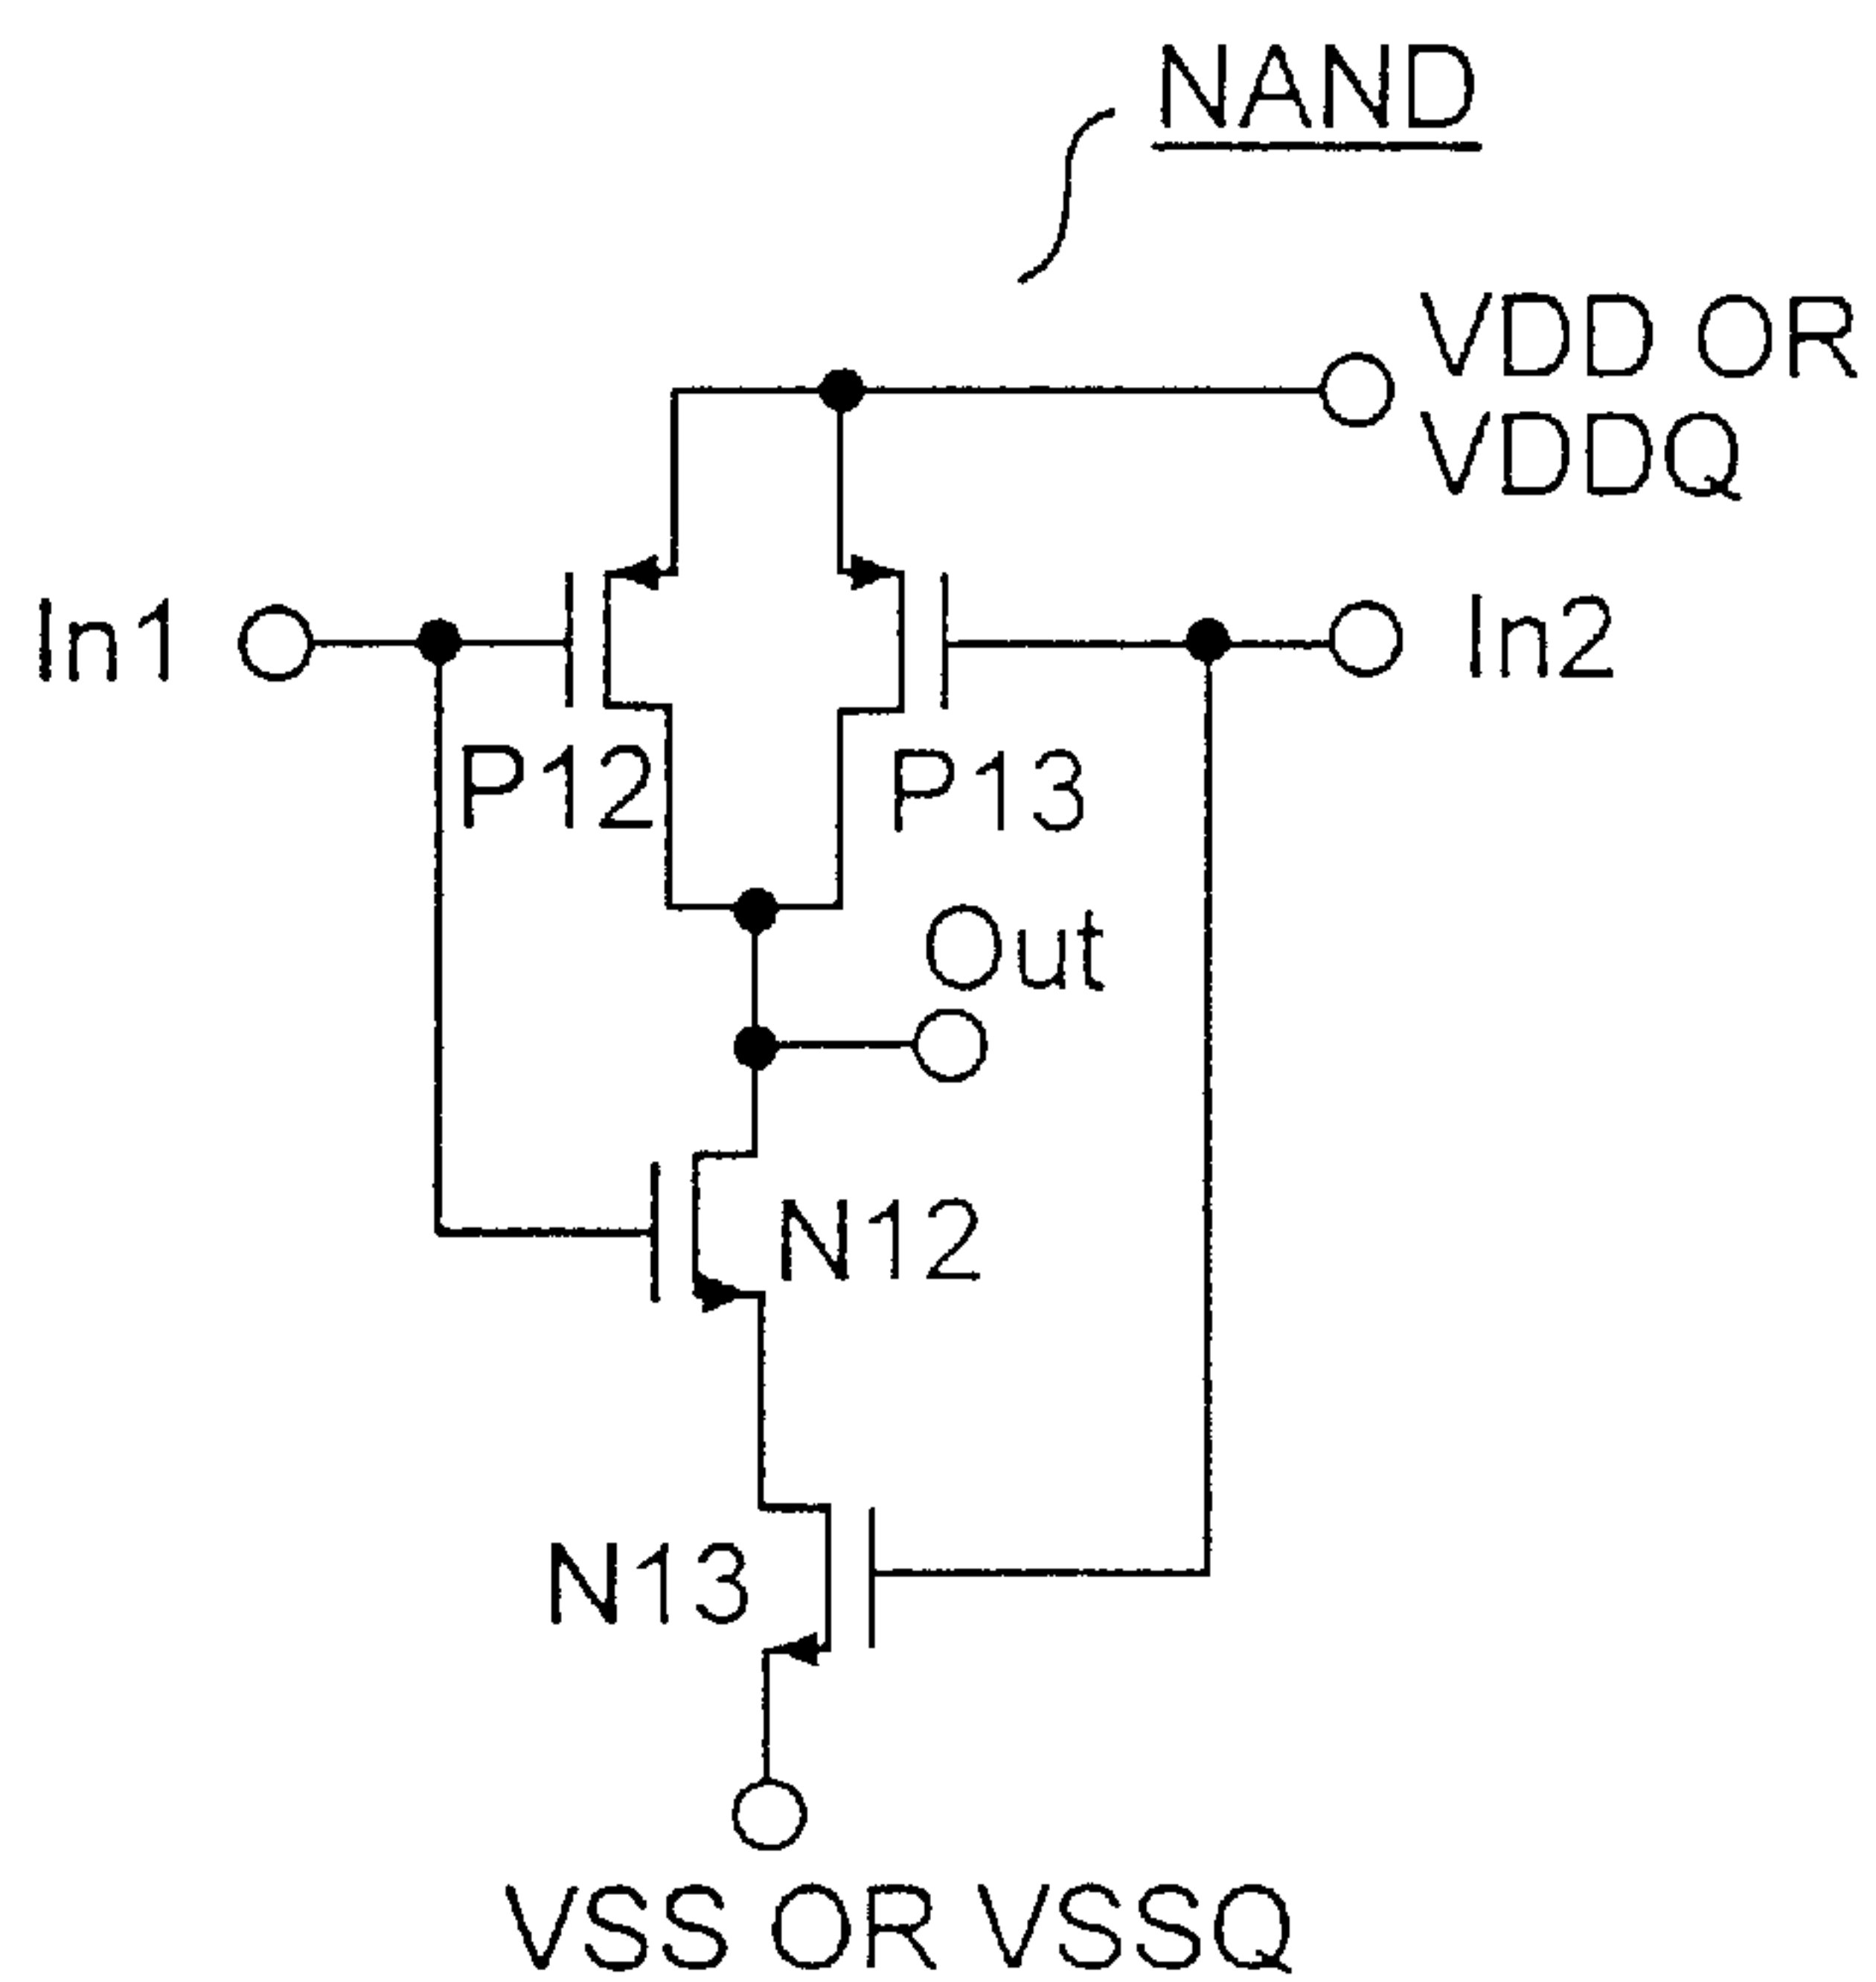 NAND
VDD OR
VDDQ
In1
In2
P12
P13
Out
N12
N13
VSS OR VSSQ